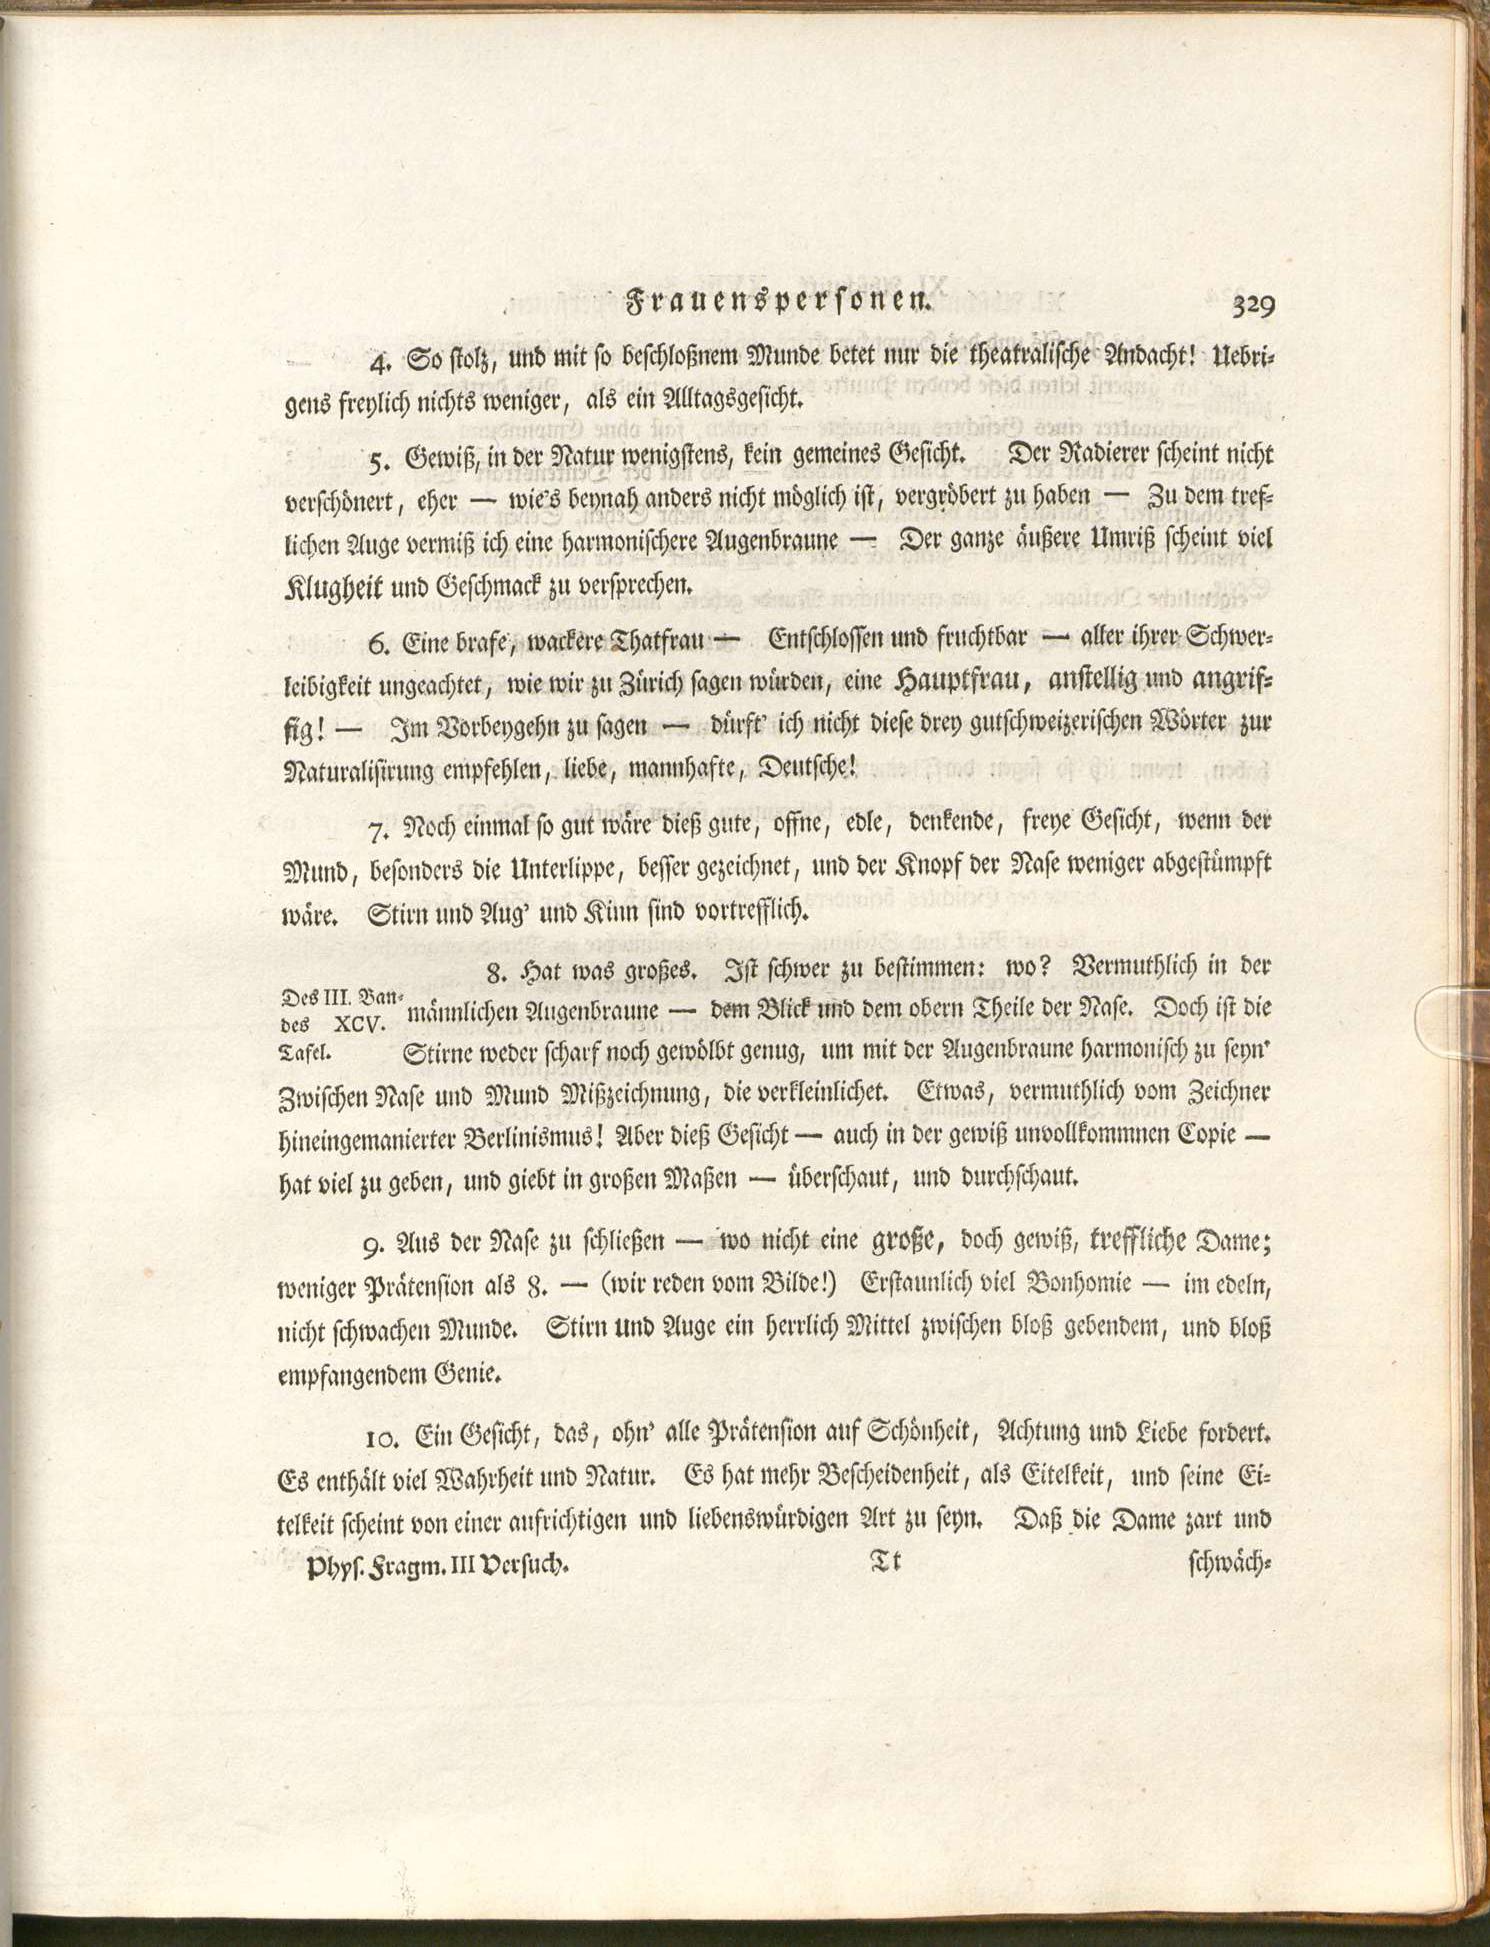 Frauenspersonen. 329
4. So stolz, und mit so beschloßnem Munde betet nur die theatralische Andacht! Uebri-
gens freylich nichts weniger, als ein Alltagsgesicht.
5. Gewiß, in der Natur wenigstens, kein gemeines Gesicht. Der Radierer scheint nicht
verschönert, eher — wie's beynah anders nicht möglich ist, vergröbert zu haben — Zu dem tref-
lichen Auge vermiß ich eine harmonischere Augenbraune — Der ganze äußere Umriß scheint viel
Klugheit und Geschmack zu versprechen.
6. Eine brafe, wackere Thatfrau — Entschlossen und fruchtbar — aller ihrer Schwer-
leibigkeit ungeachtet, wie wir zu Zürich sagen würden, eine Hauptfrau, anstellig und angrif-
fig! — Im Vorbeygehn zu sagen — dürft' ich nicht diese drey gutschweizerischen Wörter zur
Naturalisirung empfehlen, liebe, mannhafte, Deutsche!
7. Noch einmal so gut wäre dieß gute, offne, edle, denkende, freye Gesicht, wenn der
Mund, besonders die Unterlippe, besser gezeichnet, und der Knopf der Nase weniger abgestümpft
wäre. Stirn und Aug' und Kinn sind vortrefflich.
8. Hat was großes. Ist schwer zu bestimmen: wo? Vermuthlich in der
Des III. Ban-
des XCV.
Tafel.
männlichen Augenbraune — dem Blick und dem obern Theile der Nase. Doch ist die
Stirne weder scharf noch gewölbt genug, um mit der Augenbraune harmonisch zu seyn'
Zwischen Nase und Mund Mißzeichnung, die verkleinlichet. Etwas, vermuthlich vom Zeichner
hineingemanierter Berlinismus! Aber dieß Gesicht — auch in der gewiß unvollkommnen Copie —
hat viel zu geben, und giebt in großen Maßen — überschaut, und durchschaut.
9. Aus der Nase zu schließen — wo nicht eine große, doch gewiß, treffliche Dame;
weniger Prätension als 8. — (wir reden vom Bilde!) Erstaunlich viel Bonhomie — im edeln,
nicht schwachen Munde. Stirn und Auge ein herrlich Mittel zwischen bloß gebendem, und bloß
empfangendem Genie.
10. Ein Gesicht, das, ohn' alle Prätension auf Schönheit, Achtung und Liebe fordert.
Es enthält viel Wahrheit und Natur. Es hat mehr Bescheidenheit, als Eitelkeit, und seine Ei-
telkeit scheint von einer aufrichtigen und liebenswürdigen Art zu seyn. Daß die Dame zart und
Phys. Fragm. III Versuch. Tt schwäch-